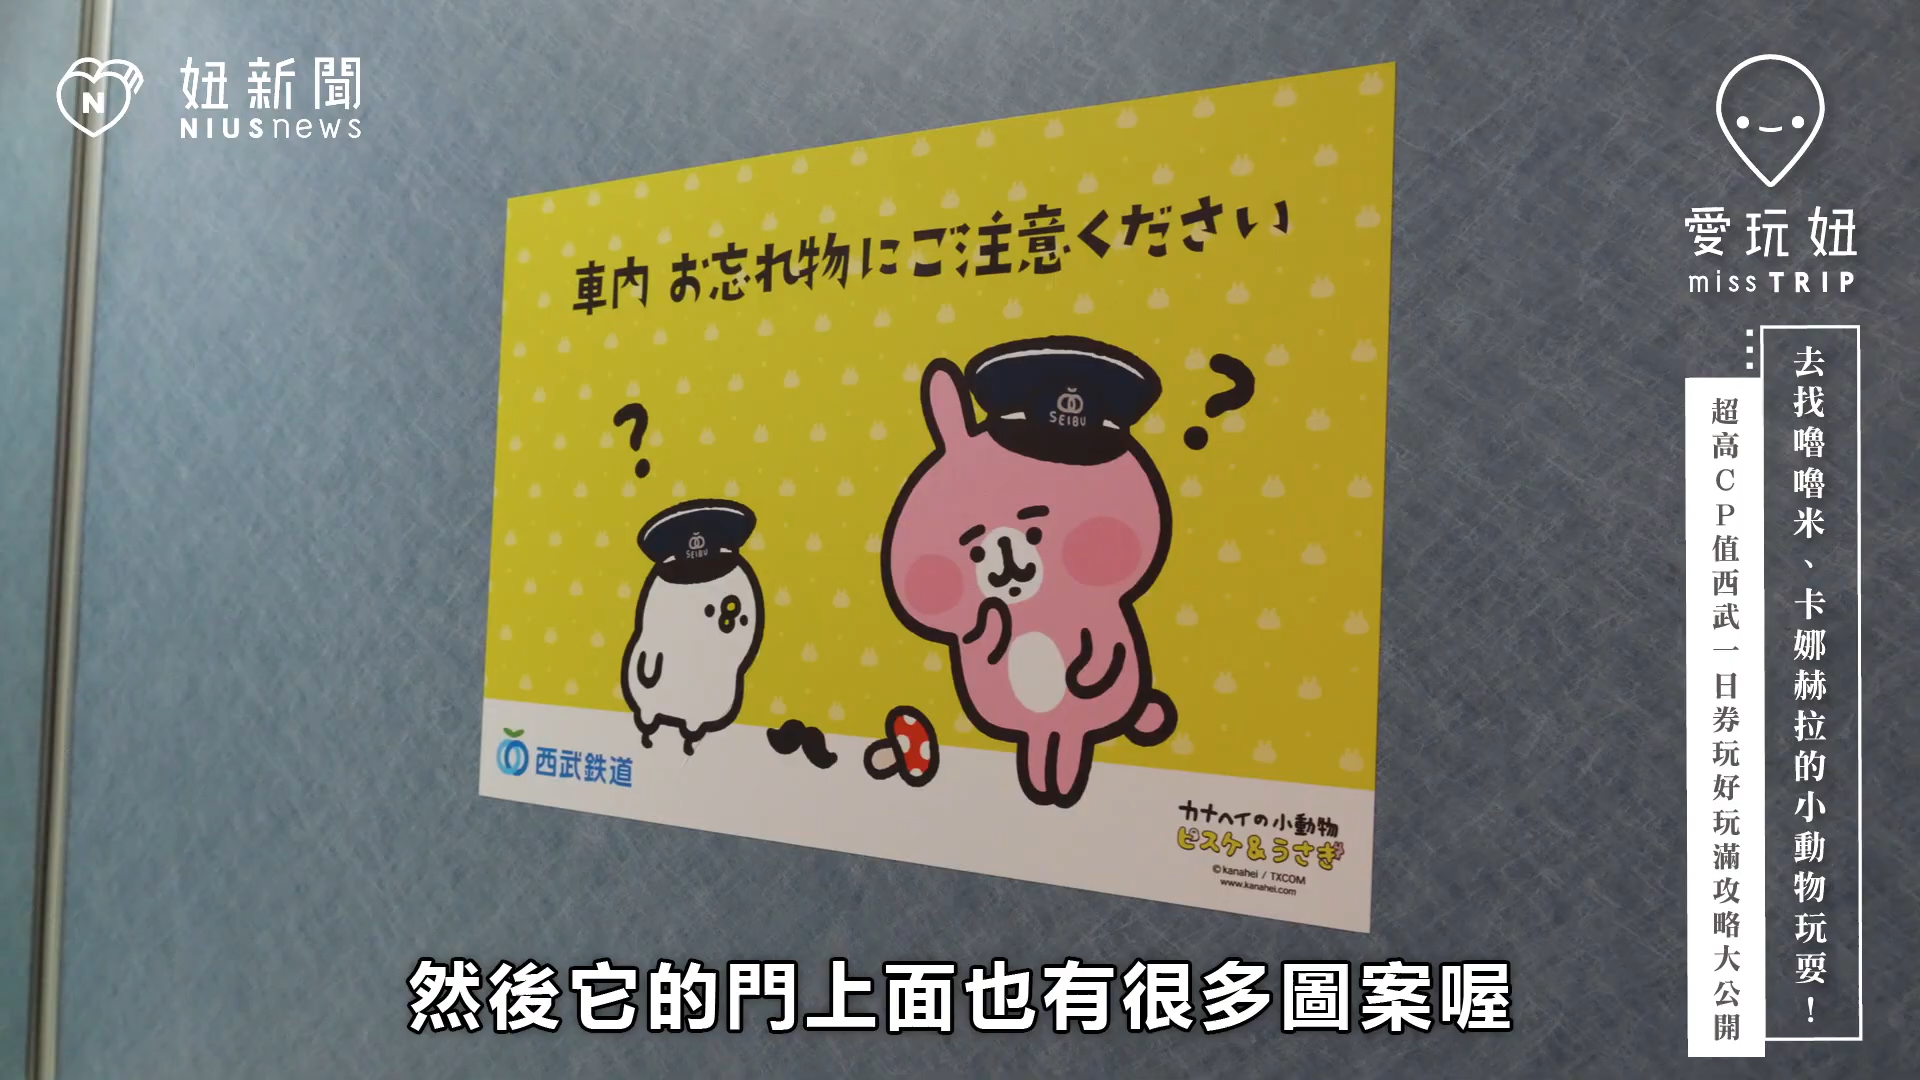 妞新聞
NIUSnews
愛玩妞
miss TRIP
去找嚕嚕米、卡娜赫拉的小動物玩耍！
超高CP值西武一日券玩好玩滿攻略大公開
車内 お忘れ物にご注意ください
?
?
SEIBU
SEIBU
西武鉄道
カナヘイの小動物
ピスケ&うさぎ
©kanahei / TXCOM
www.kanahei.com
然後它的門上面也有很多圖案喔